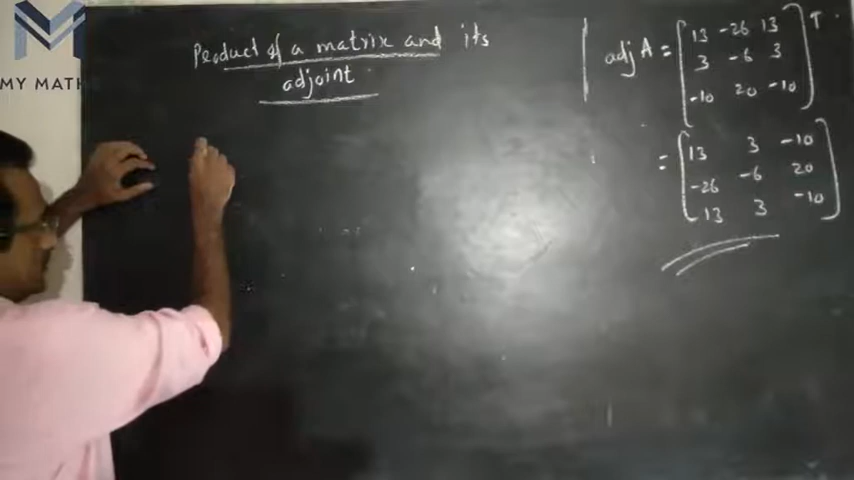 MY MATH
Product of a matrix and its
adjoint
adj A = [13 -26 13
3 -6 3
-10 20 -10]ᵀ
= [13 3 -10
-26 -6 20
13 3 -10]